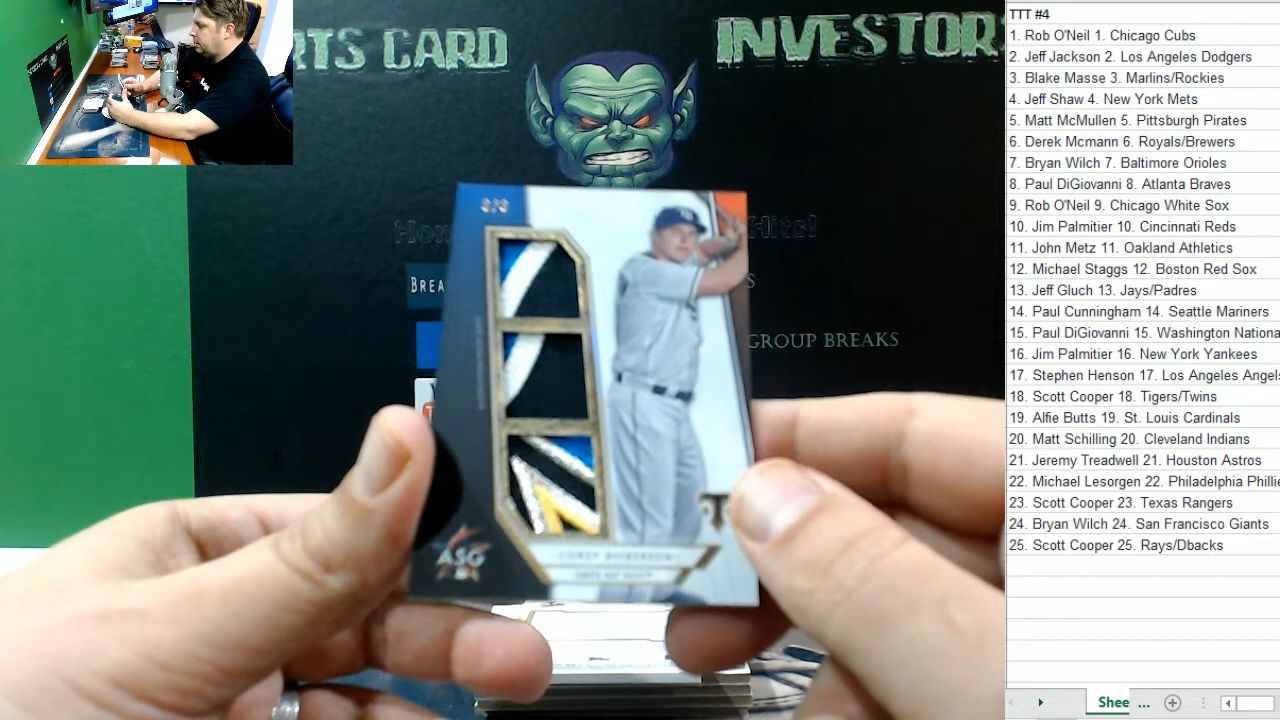 RTS CARD
INVESTOR
BREA
GROUP BREAKS
ASG
COREY DICKERSON
TAMPA BAY RAYS
TTT #4
1. Rob O'Neil 1. Chicago Cubs
2. Jeff Jackson 2. Los Angeles Dodgers
3. Blake Masse 3. Marlins/Rockies
4. Jeff Shaw 4. New York Mets
5. Matt McMullen 5. Pittsburgh Pirates
6. Derek Mcmann 6. Royals/Brewers
7. Bryan Wilch 7. Baltimore Orioles
8. Paul DiGiovanni 8. Atlanta Braves
9. Rob O'Neil 9. Chicago White Sox
10. Jim Palmitier 10. Cincinnati Reds
11. John Metz 11. Oakland Athletics
12. Michael Staggs 12. Boston Red Sox
13. Jeff Gluch 13. Jays/Padres
14. Paul Cunningham 14. Seattle Mariners
15. Paul DiGiovanni 15. Washington Nationa
16. Jim Palmitier 16. New York Yankees
17. Stephen Henson 17. Los Angeles Angels
18. Scott Cooper 18. Tigers/Twins
19. Alfie Butts 19. St. Louis Cardinals
20. Matt Schilling 20. Cleveland Indians
21. Jeremy Treadwell 21. Houston Astros
22. Michael Lesorgen 22. Philadelphia Phillie
23. Scott Cooper 23. Texas Rangers
24. Bryan Wilch 24. San Francisco Giants
25. Scott Cooper 25. Rays/Dbacks
Shee ...